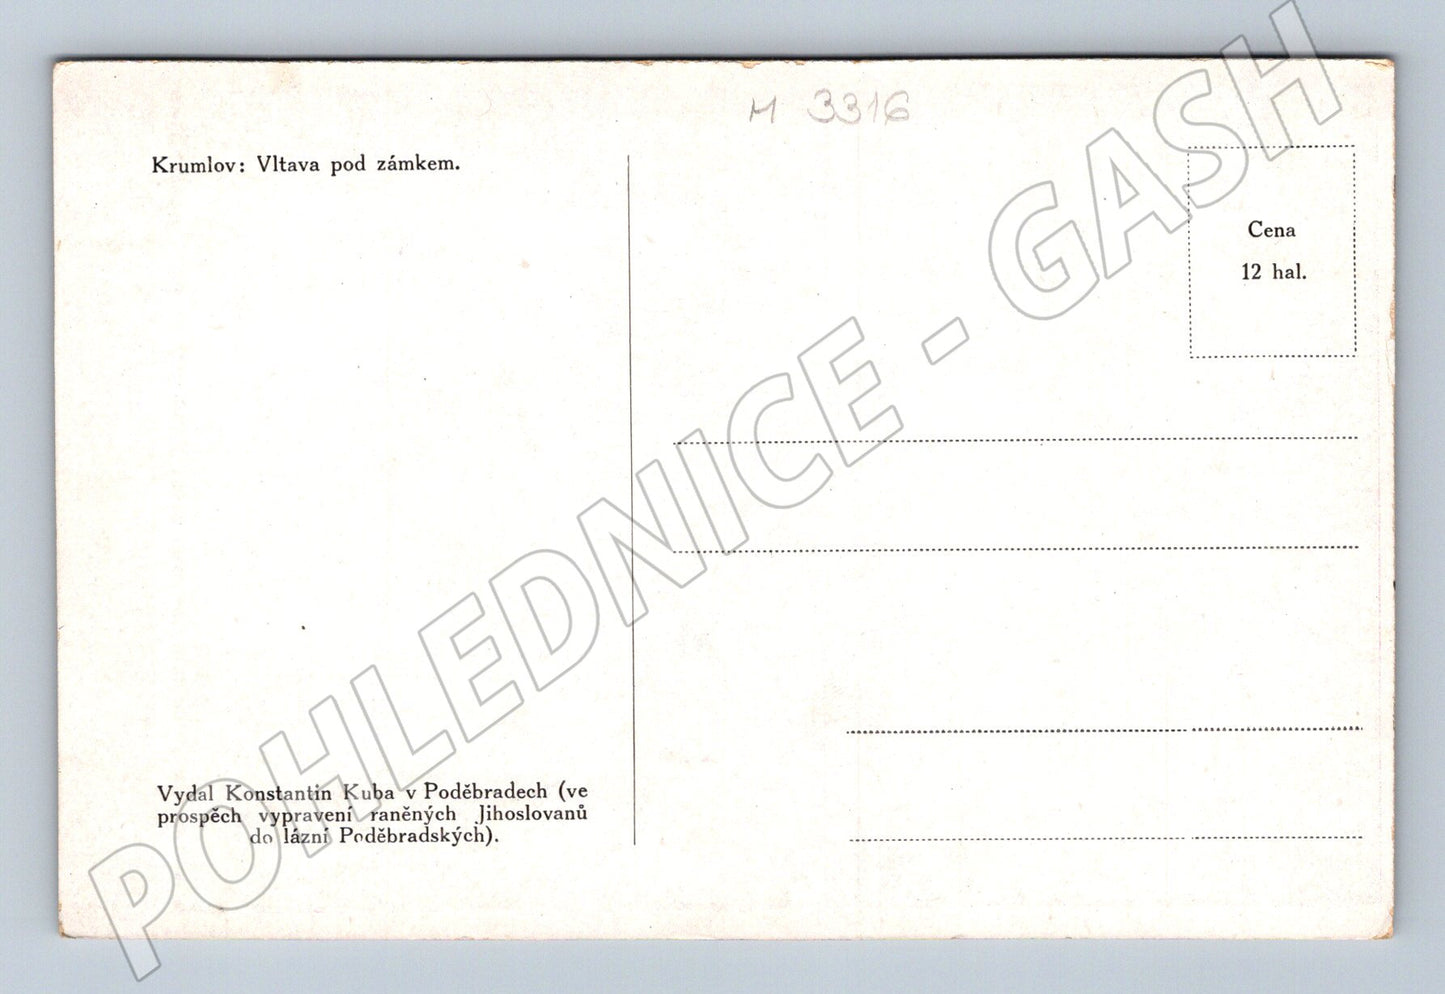 M 3316
Krumlov: Vltava pod zámkem.
Cena
12 hal.
POHLEDNICE - GASH
Vydal Konstantin Kuba v Poděbradech (ve
prospěch vypravení raněných Jihoslovanů
do lázní Poděbradských).